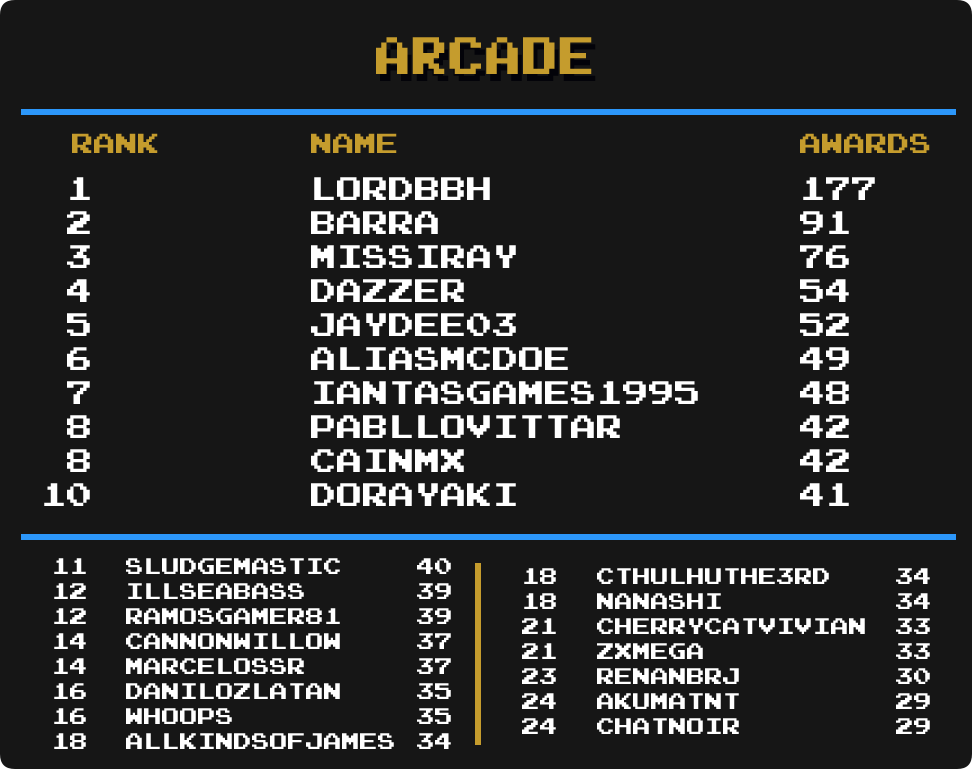 ARCADE
RANK NAME AWARDS
1 LORDBBH 177
2 BARRA 91
3 MISSIRAY 76
4 DAZZER 54
5 JAYDEE03 52
6 ALIASMCDOE 49
7 IANTASGAMES1995 48
8 PABLLOVITTAR 42
8 CAINMX 42
10 DORAYAKI 41
11 SLUDGEMASTIC 40
12 ILLSEABASS 39
12 RAMOSGAMER81 39
14 CANNONWILLOW 37
14 MARCELOSSR 37
16 DANILOZLATAN 35
16 WHOOPS 35
18 ALLKINDSOFJAMES 34
18 CTHULHUTHE3RD 34
18 NANASHI 34
21 CHERRYCATVIVIAN 33
21 ZXMEGA 33
23 RENANBRJ 30
24 AKUMATNT 29
24 CHATNOIR 29